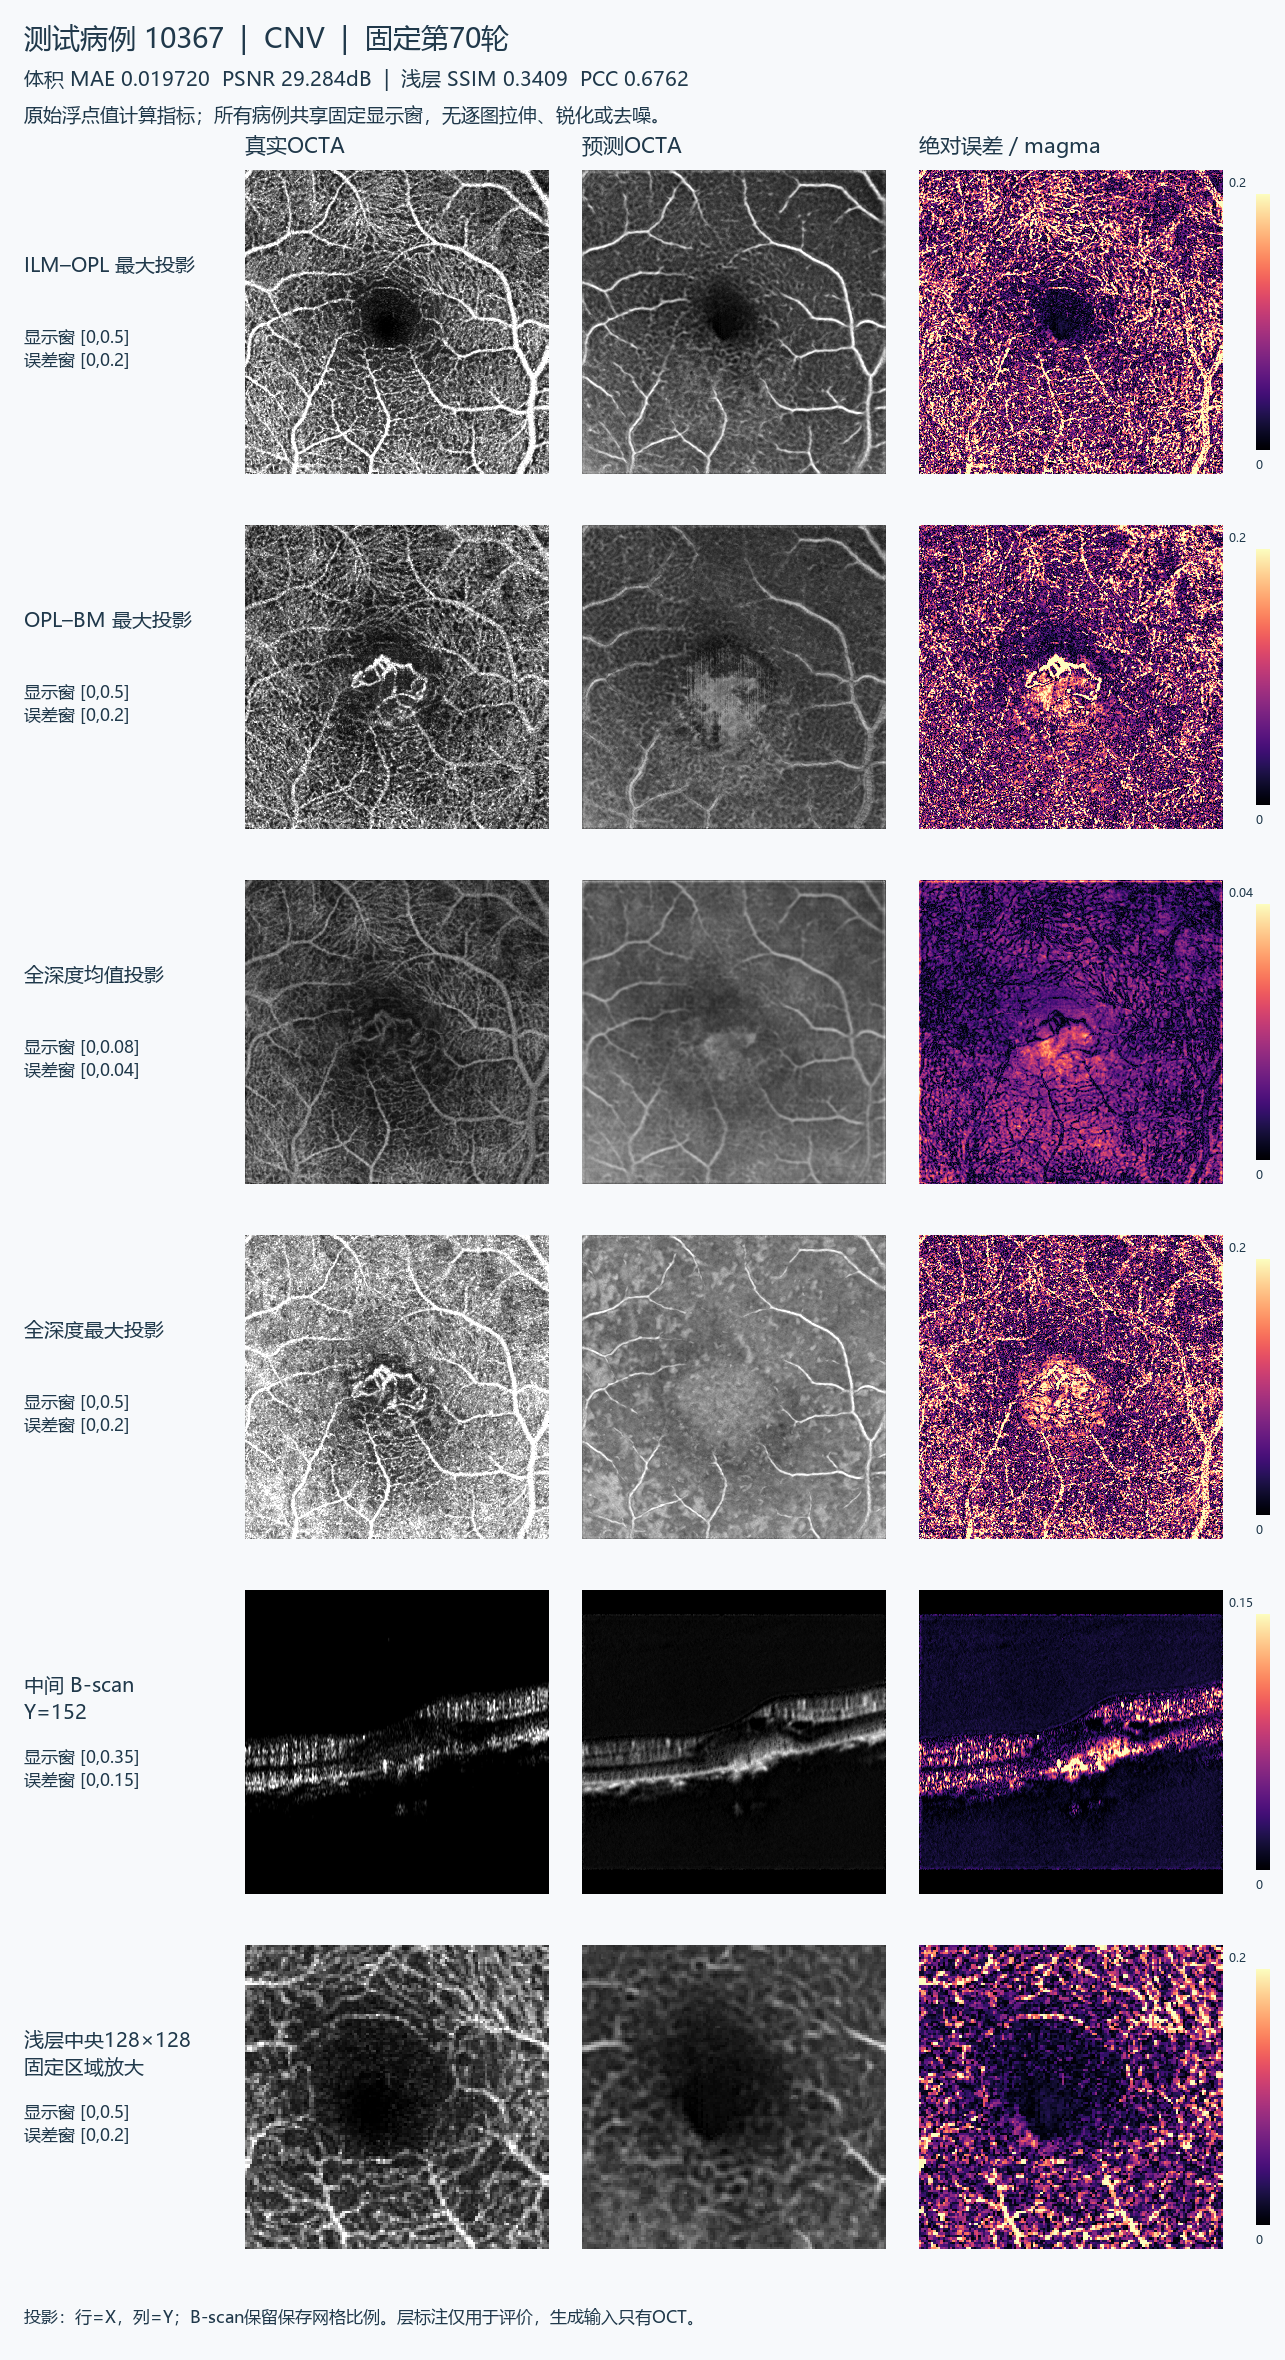 测试病例 10367 | CNV | 固定第70轮
体积 MAE 0.019720 PSNR 29.284dB | 浅层 SSIM 0.3409 PCC 0.6762
原始浮点值计算指标；所有病例共享固定显示窗，无逐图拉伸、锐化或去噪。
真实OCTA
预测OCTA
绝对误差 / magma
ILM–OPL 最大投影
显示窗 [0,0.5]
误差窗 [0,0.2]
0.2
0
OPL–BM 最大投影
显示窗 [0,0.5]
误差窗 [0,0.2]
0.2
0
全深度均值投影
显示窗 [0,0.08]
误差窗 [0,0.04]
0.04
0
全深度最大投影
显示窗 [0,0.5]
误差窗 [0,0.2]
0.2
0
中间 B-scan
Y=152
显示窗 [0,0.35]
误差窗 [0,0.15]
0.15
0
浅层中央128×128
固定区域放大
显示窗 [0,0.5]
误差窗 [0,0.2]
0.2
0
投影：行=X，列=Y；B-scan保留保存网格比例。层标注仅用于评价，生成输入只有OCT。